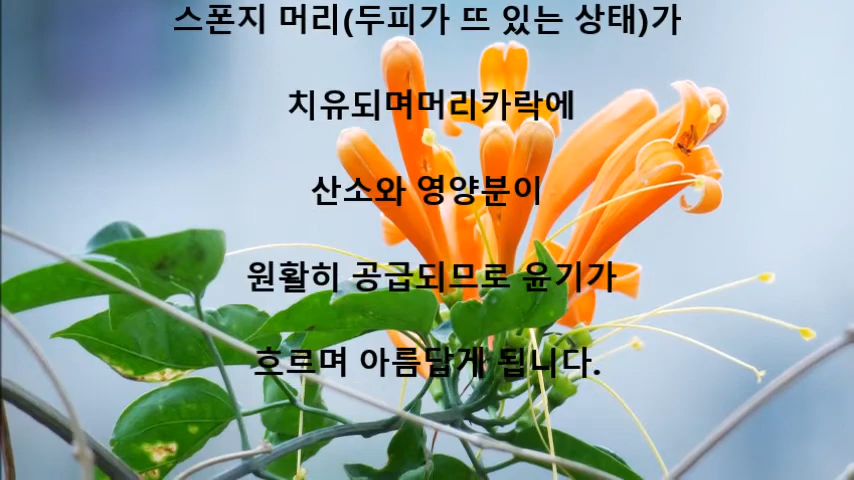 스폰지 머리(두피가 뜨 있는 상태)가
치유되며머리카락에
산소와 영양분이
원활히 공급되므로 윤기가
흐르며 아름답게 됩니다.